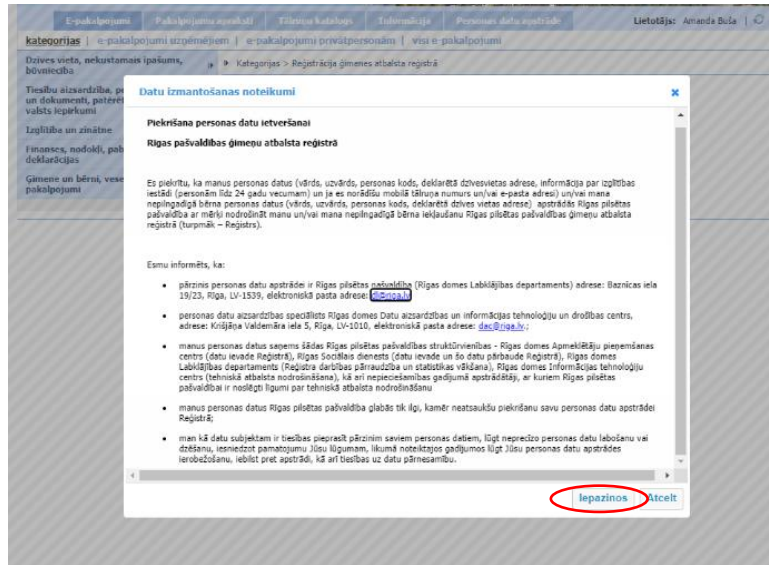 E-pakalpojumi Pakalpojumu apraksti Tālruņu katalogs Informācija Personas datu apstrāde Lietotājs: Amanda Buša |
kategorijas | e-pakalpojumi uzņēmējiem | e-pakalpojumi privātpersonām | visi e-pakalpojumi
Dzīves vieta, nekustamais īpašums,
būvniecība
Kategorijas > Reģistrācija ģimenes atbalsta reģistrā
Tiesību aizsardzība,
un dokumenti,
valsts iepirkumi
Izglītība un zinātne
Finanses, nodokļi,
deklarācijas
Ģimene un bērni,
pakalpojumi
Datu izmantošanas noteikumi
Piekrišana personas datu ietveršanai
Rīgas pašvaldības ģimeņu atbalsta reģistrā
Es piekrītu, ka manus personas datus (vārds, uzvārds, personas kods, deklarētā dzīvesvietas adrese, informācija par izglītības
iestādi (personām līdz 24 gadu vecumam) un ja es norādīšu mobilā tālruņa numurs un/vai e-pasta adresi) un/vai mana
nepilngadīgā bērna personas datus (vārds, uzvārds, personas kods, deklarētā dzīves vietas adrese) apstrādās Rīgas pilsētas
pašvaldība ar mērķi nodrošināt manu un/vai mana nepilngadīgā bērna iekļaušanu Rīgas pilsētas pašvaldības ģimeņu atbalsta
reģistrā (turpmāk – Reģistrs).
Esmu informēts, ka:
• pārzinis personas datu apstrādei ir Rīgas pilsētas pašvaldība (Rīgas domes Labklājības departaments) adrese: Baznīcas iela
19/23, Rīga, LV-1539, elektroniskā pasta adrese: dl@riga.lv
• personas datu aizsardzības speciālists Rīgas domes Datu aizsardzības un informācijas tehnoloģiju un drošības centrs,
adrese: Krišjāņa Valdemāra iela 5, Rīga, LV-1010, elektroniskā pasta adrese: dac@riga.lv.;
• manus personas datus saņems šādas Rīgas pilsētas pašvaldības struktūrvienības - Rīgas domes Apmeklētāju pieņemšanas
centrs (datu ievade Reģistrā), Rīgas Sociālais dienests (datu ievade un šo datu pārbaude Reģistrā), Rīgas domes
Labklājības departaments (Reģistra darbības pārraudzība un statistikas vākšana), Rīgas domes Informācijas tehnoloģiju
centrs (tehniskā atbalsta nodrošināšana), kā arī nepieciešamības gadījumā apstrādātāji, ar kuriem Rīgas pilsētas
pašvaldībai ir noslēgti līgumi par tehniskā atbalsta nodrošināšanu
• manus personas datus Rīgas pilsētas pašvaldība glabās tik ilgi, kamēr neatsaukšu piekrišanu savu personas datu apstrādei
Reģistrā;
• man kā datu subjektam ir tiesības pieprasīt pārzinim saviem personas datiem, lūgt neprecīzo personas datu labošanu vai
dzēšanu, iesniedzot pamatojumu Jūsu lūgumam, likumā noteiktajos gadījumos lūgt Jūsu personas datu apstrādes
ierobežošanu, iebilst pret apstrādi, kā arī tiesības uz datu pārnesamību.
Iepazinos Atcelt